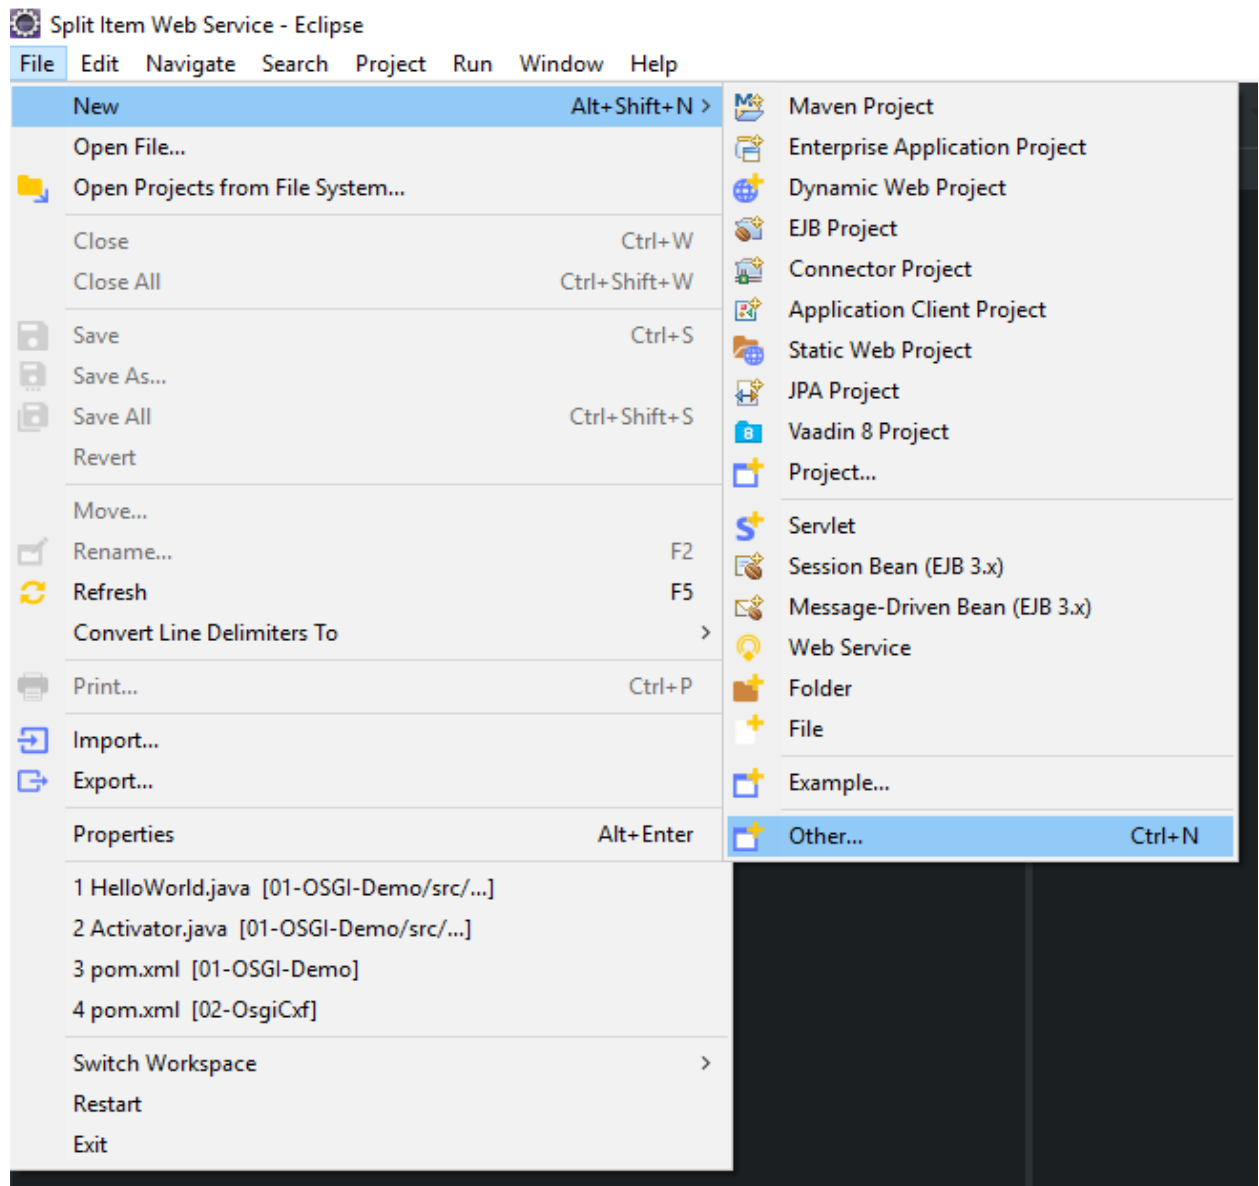 Split Item Web Service - Eclipse
File Edit Navigate Search Project Run Window Help
New Alt+Shift+N >
Open File...
Open Projects from File System...
Close Ctrl+W
Close All Ctrl+Shift+W
Save Ctrl+S
Save As...
Save All Ctrl+Shift+S
Revert
Move...
Rename... F2
Refresh F5
Convert Line Delimiters To >
Print... Ctrl+P
Import...
Export...
Properties Alt+Enter
1 HelloWorld.java [01-OSGI-Demo/src/...]
2 Activator.java [01-OSGI-Demo/src/...]
3 pom.xml [01-OSGI-Demo]
4 pom.xml [02-OsgiCxf]
Switch Workspace >
Restart
Exit
Maven Project
Enterprise Application Project
Dynamic Web Project
EJB Project
Connector Project
Application Client Project
Static Web Project
JPA Project
Vaadin 8 Project
Project...
Servlet
Session Bean (EJB 3.x)
Message-Driven Bean (EJB 3.x)
Web Service
Folder
File
Example...
Other... Ctrl+N